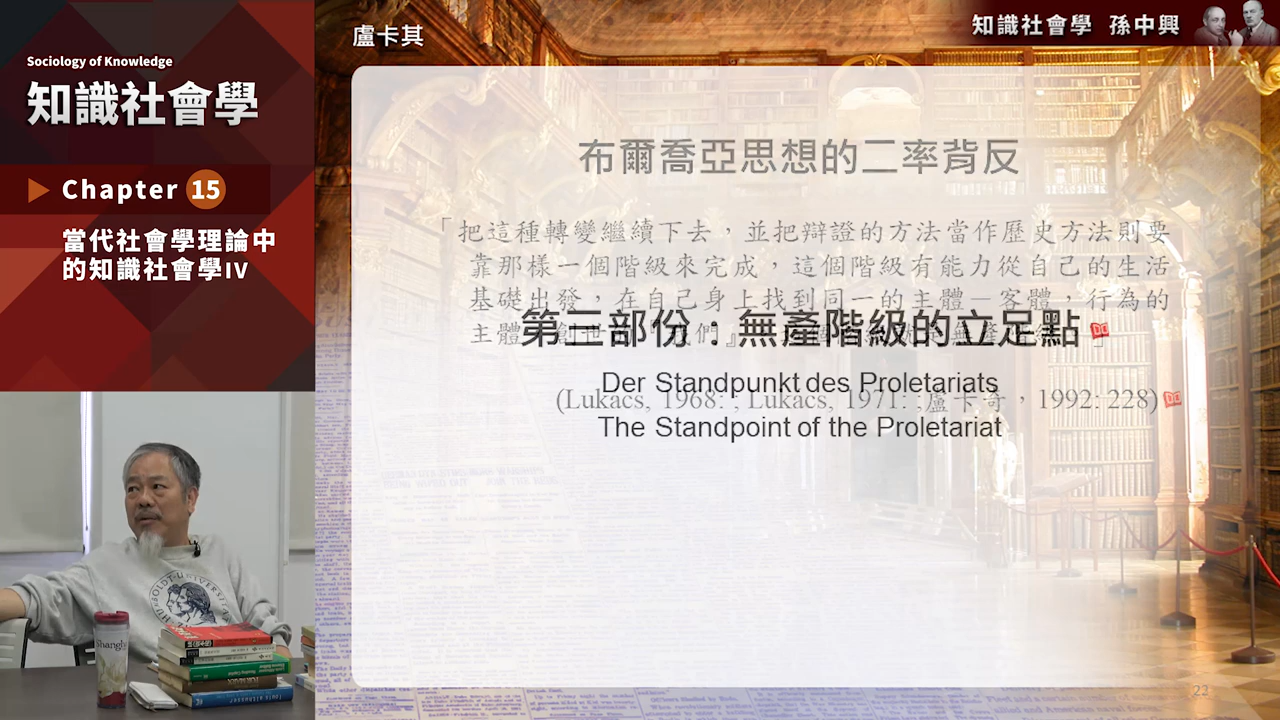 Sociology of Knowledge
知識社會學
Chapter 15
當代社會學理論中
的知識社會學IV
盧卡其
知識社會學 孫中興
布爾喬亞思想的二率背反
「把這種轉變繼續下去，並把辯證的方法當作歷史方法則要
靠那樣一個階級來完成，這個階級有能力從自己的生活
基礎出發，在自己身上找到同一的主體－客體，行為的
主體
第三部份：無產階級的立足點
Der Standpunkt des Proletariats
(Lukacs, 1968: ; Lukacs, 1971: ;盧卡奇，1992: 228)
The Standpoint of the Proletariat
22